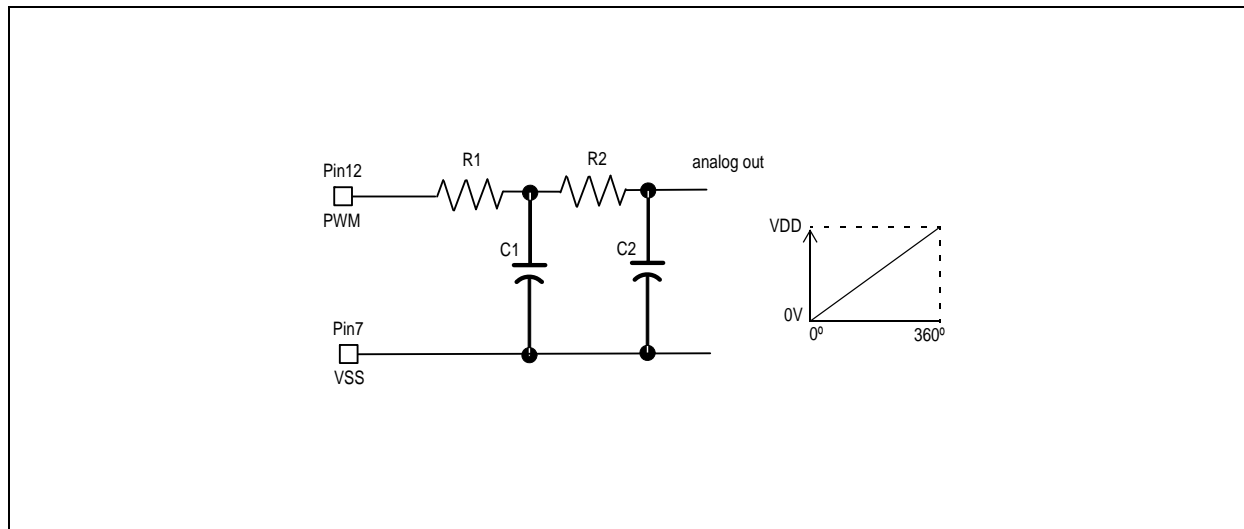 R1
R2
analog out
Pin12
PWM
C1
C2
VDD
0V
0º
360º
Pin7
VSS